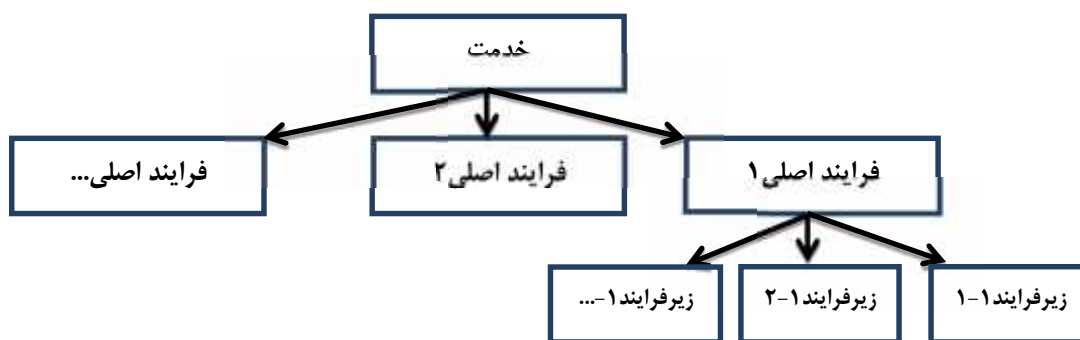 خدمت
فرایند اصلی۱
فرایند اصلی۲
فرایند اصلی...
زیرفرایند۱-۱
زیرفرایند۱-۲
زیرفرایند۱-...